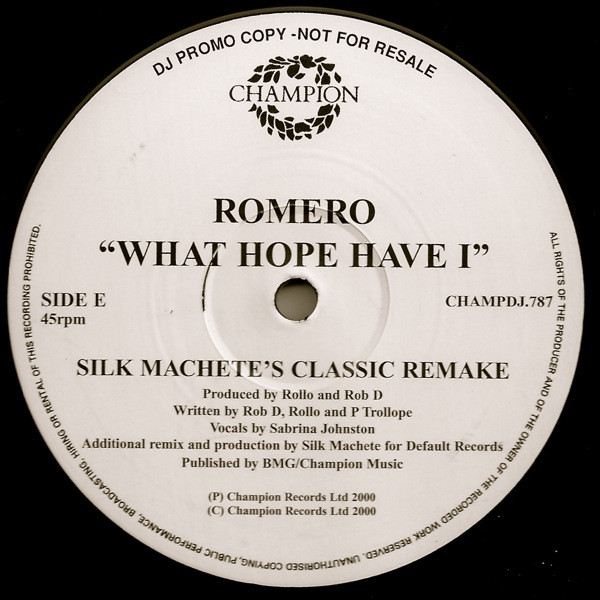 DJ PROMO COPY -NOT FOR RESALE
CHAMPION
ROMERO
“WHAT HOPE HAVE I”
SIDE E
45rpm
CHAMPDJ.787
SILK MACHETE'S CLASSIC REMAKE
Produced by Rollo and Rob D
Written by Rob D, Rollo and P Trollope
Vocals by Sabrina Johnston
Additional remix and production by Silk Machete for Default Records
Published by BMG/Champion Music
(P) Champion Records Ltd 2000
(C) Champion Records Ltd 2000
ALL RIGHTS OF THE PRODUCER AND OF THE OWNER OF THE RECORDED WORK RESERVED. UNAUTHORISED COPYING, PUBLIC PERFORMANCE, BROADCASTING, HIRING OR RENTAL OF THIS RECORDING PROHIBITED.